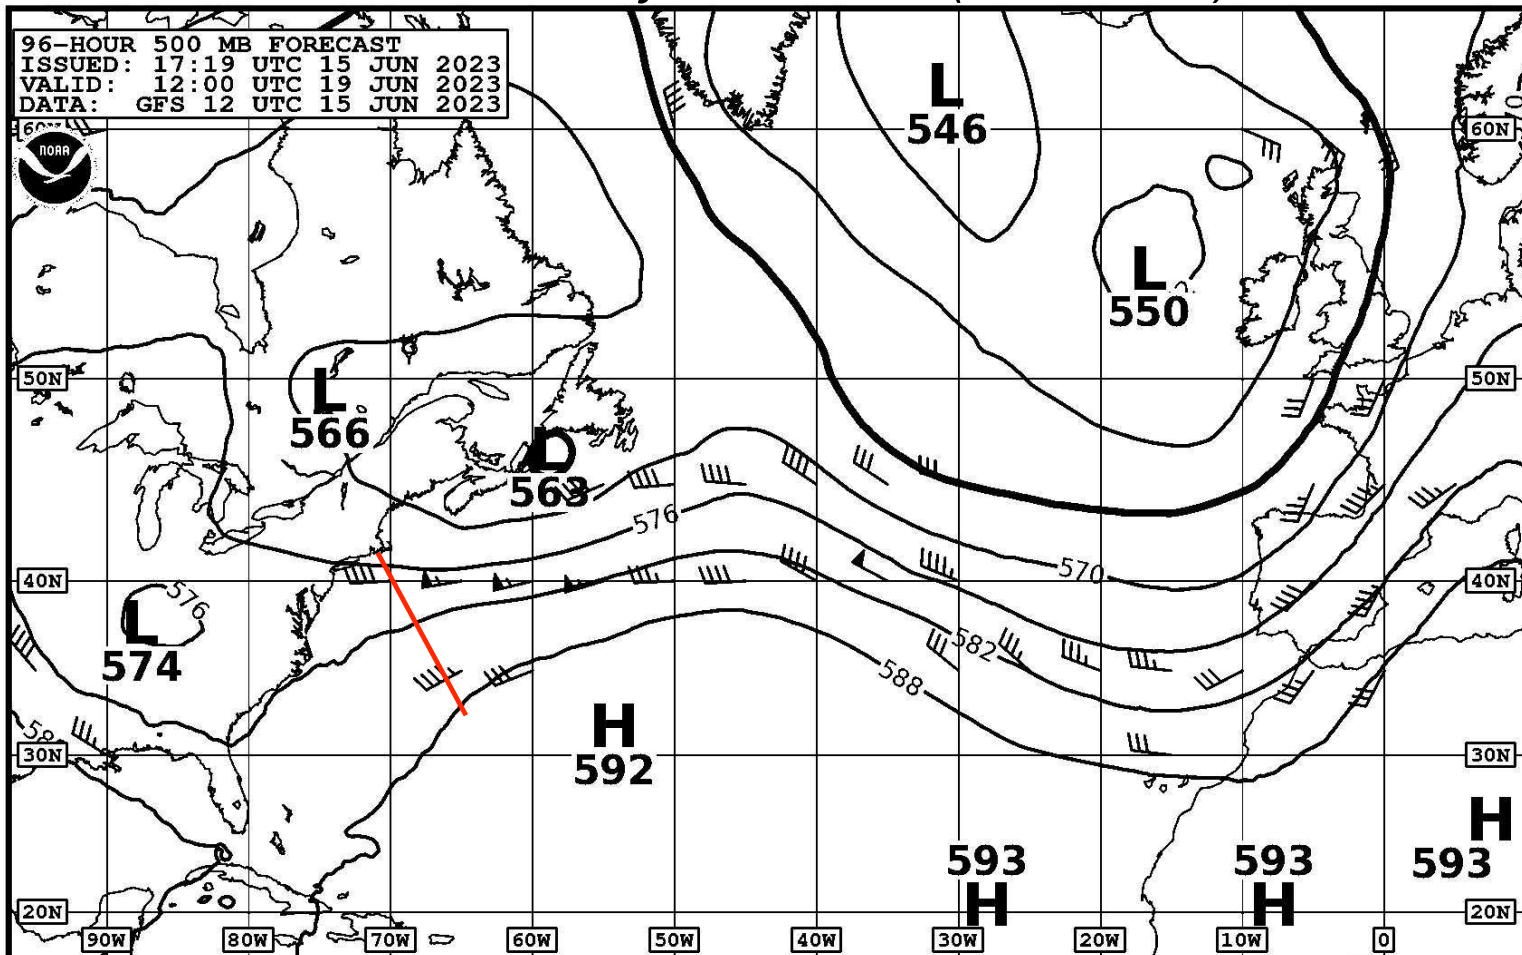 96-HOUR 500 MB FORECAST
ISSUED: 17:19 UTC 15 JUN 2023
VALID: 12:00 UTC 19 JUN 2023
DATA: GFS 12 UTC 15 JUN 2023
NOAA
L
546
60N
L
550
50N
50N
L
566
563
576
570
40N
40N
576
L
574
582
588
H
592
30N
30N
H
593
593
593
H
H
20N
20N
90W
80W
70W
60W
50W
40W
30W
20W
10W
0